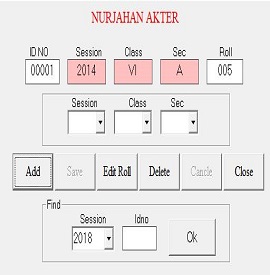 NURJAHAN AKTER
ID NO Session Class Sec Roll
00001 2014 VI A 005
Session Class Sec
Add Save Edit Roll Delete Cancle Close
Find
Session Idno
2018 Ok